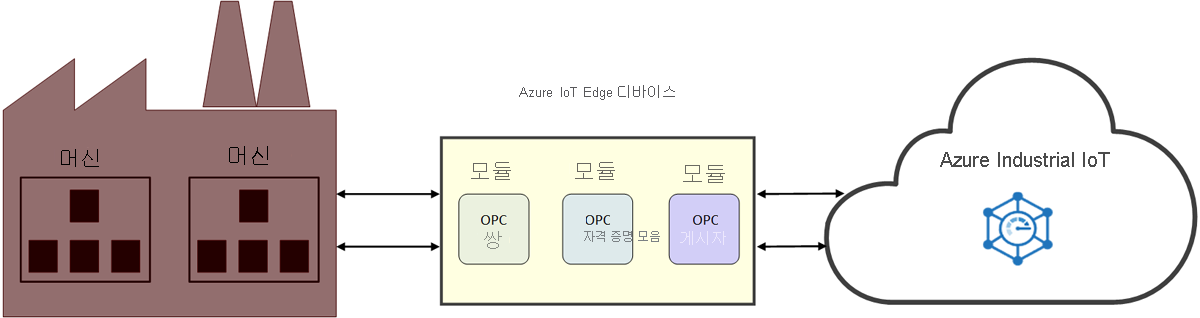 Azure IoT Edge 디바이스
머신
머신
모듈
모듈
모듈
Azure Industrial IoT
OPC
쌍
OPC
자격 증명 모음
OPC
게시자